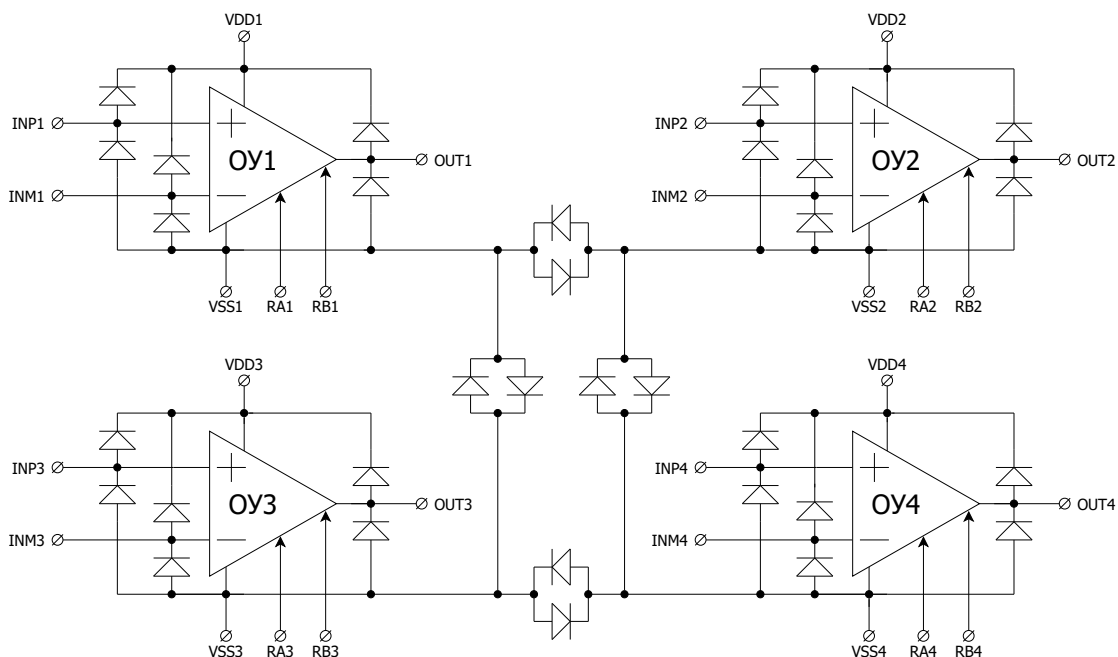 VDD1 VDD2
INP1 + INP2 +
ОУ1 OUT1 ОУ2 OUT2
INM1 − INM2 −
VSS1 RA1 RB1 VSS2 RA2 RB2
VDD3 VDD4
INP3 + INP4 +
ОУ3 OUT3 ОУ4 OUT4
INM3 − INM4 −
VSS3 RA3 RB3 VSS4 RA4 RB4